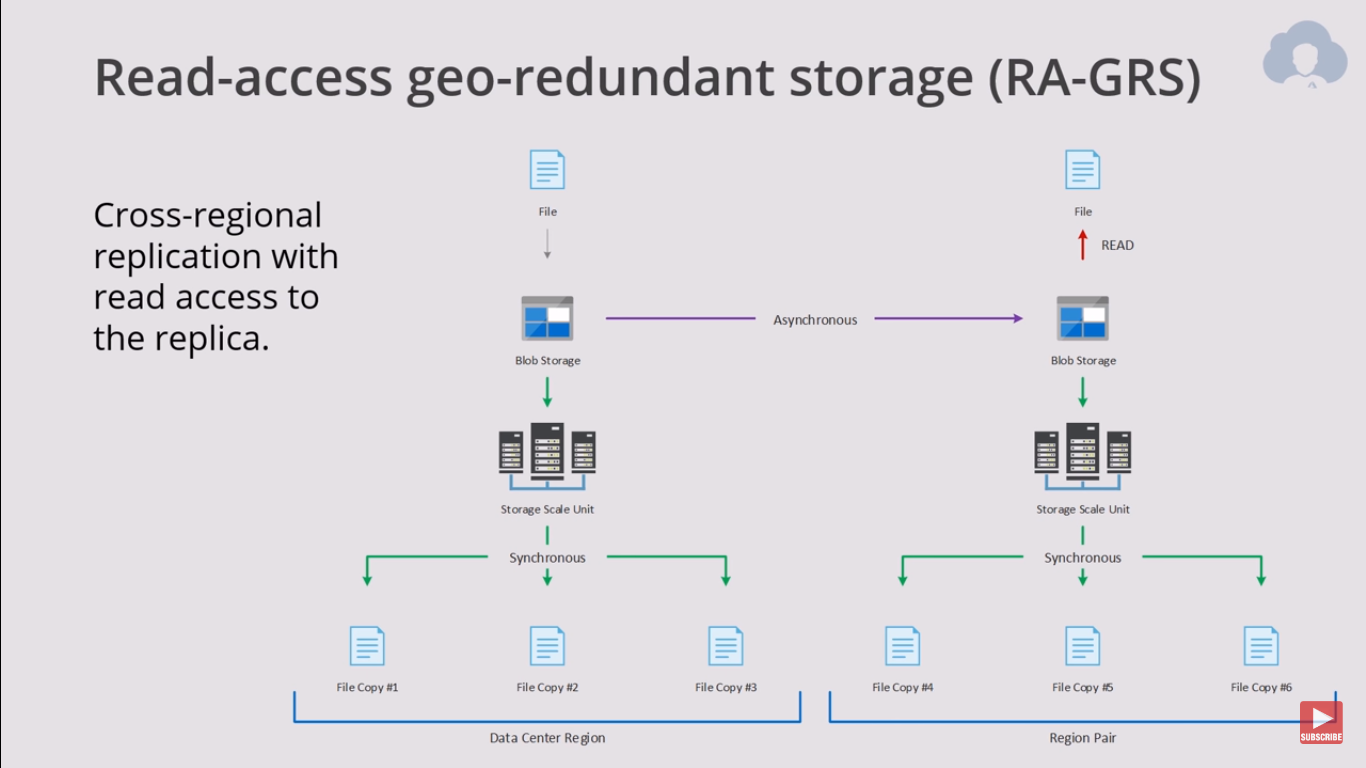 Read-access geo-redundant storage (RA-GRS)
Cross-regional
replication with
read access to
the replica.
File
File
READ
Asynchronous
Blob Storage
Blob Storage
Storage Scale Unit
Storage Scale Unit
Synchronous
Synchronous
File Copy #1
File Copy #2
File Copy #3
File Copy #4
File Copy #5
File Copy #6
Data Center Region
Region Pair
SUBSCRIBE